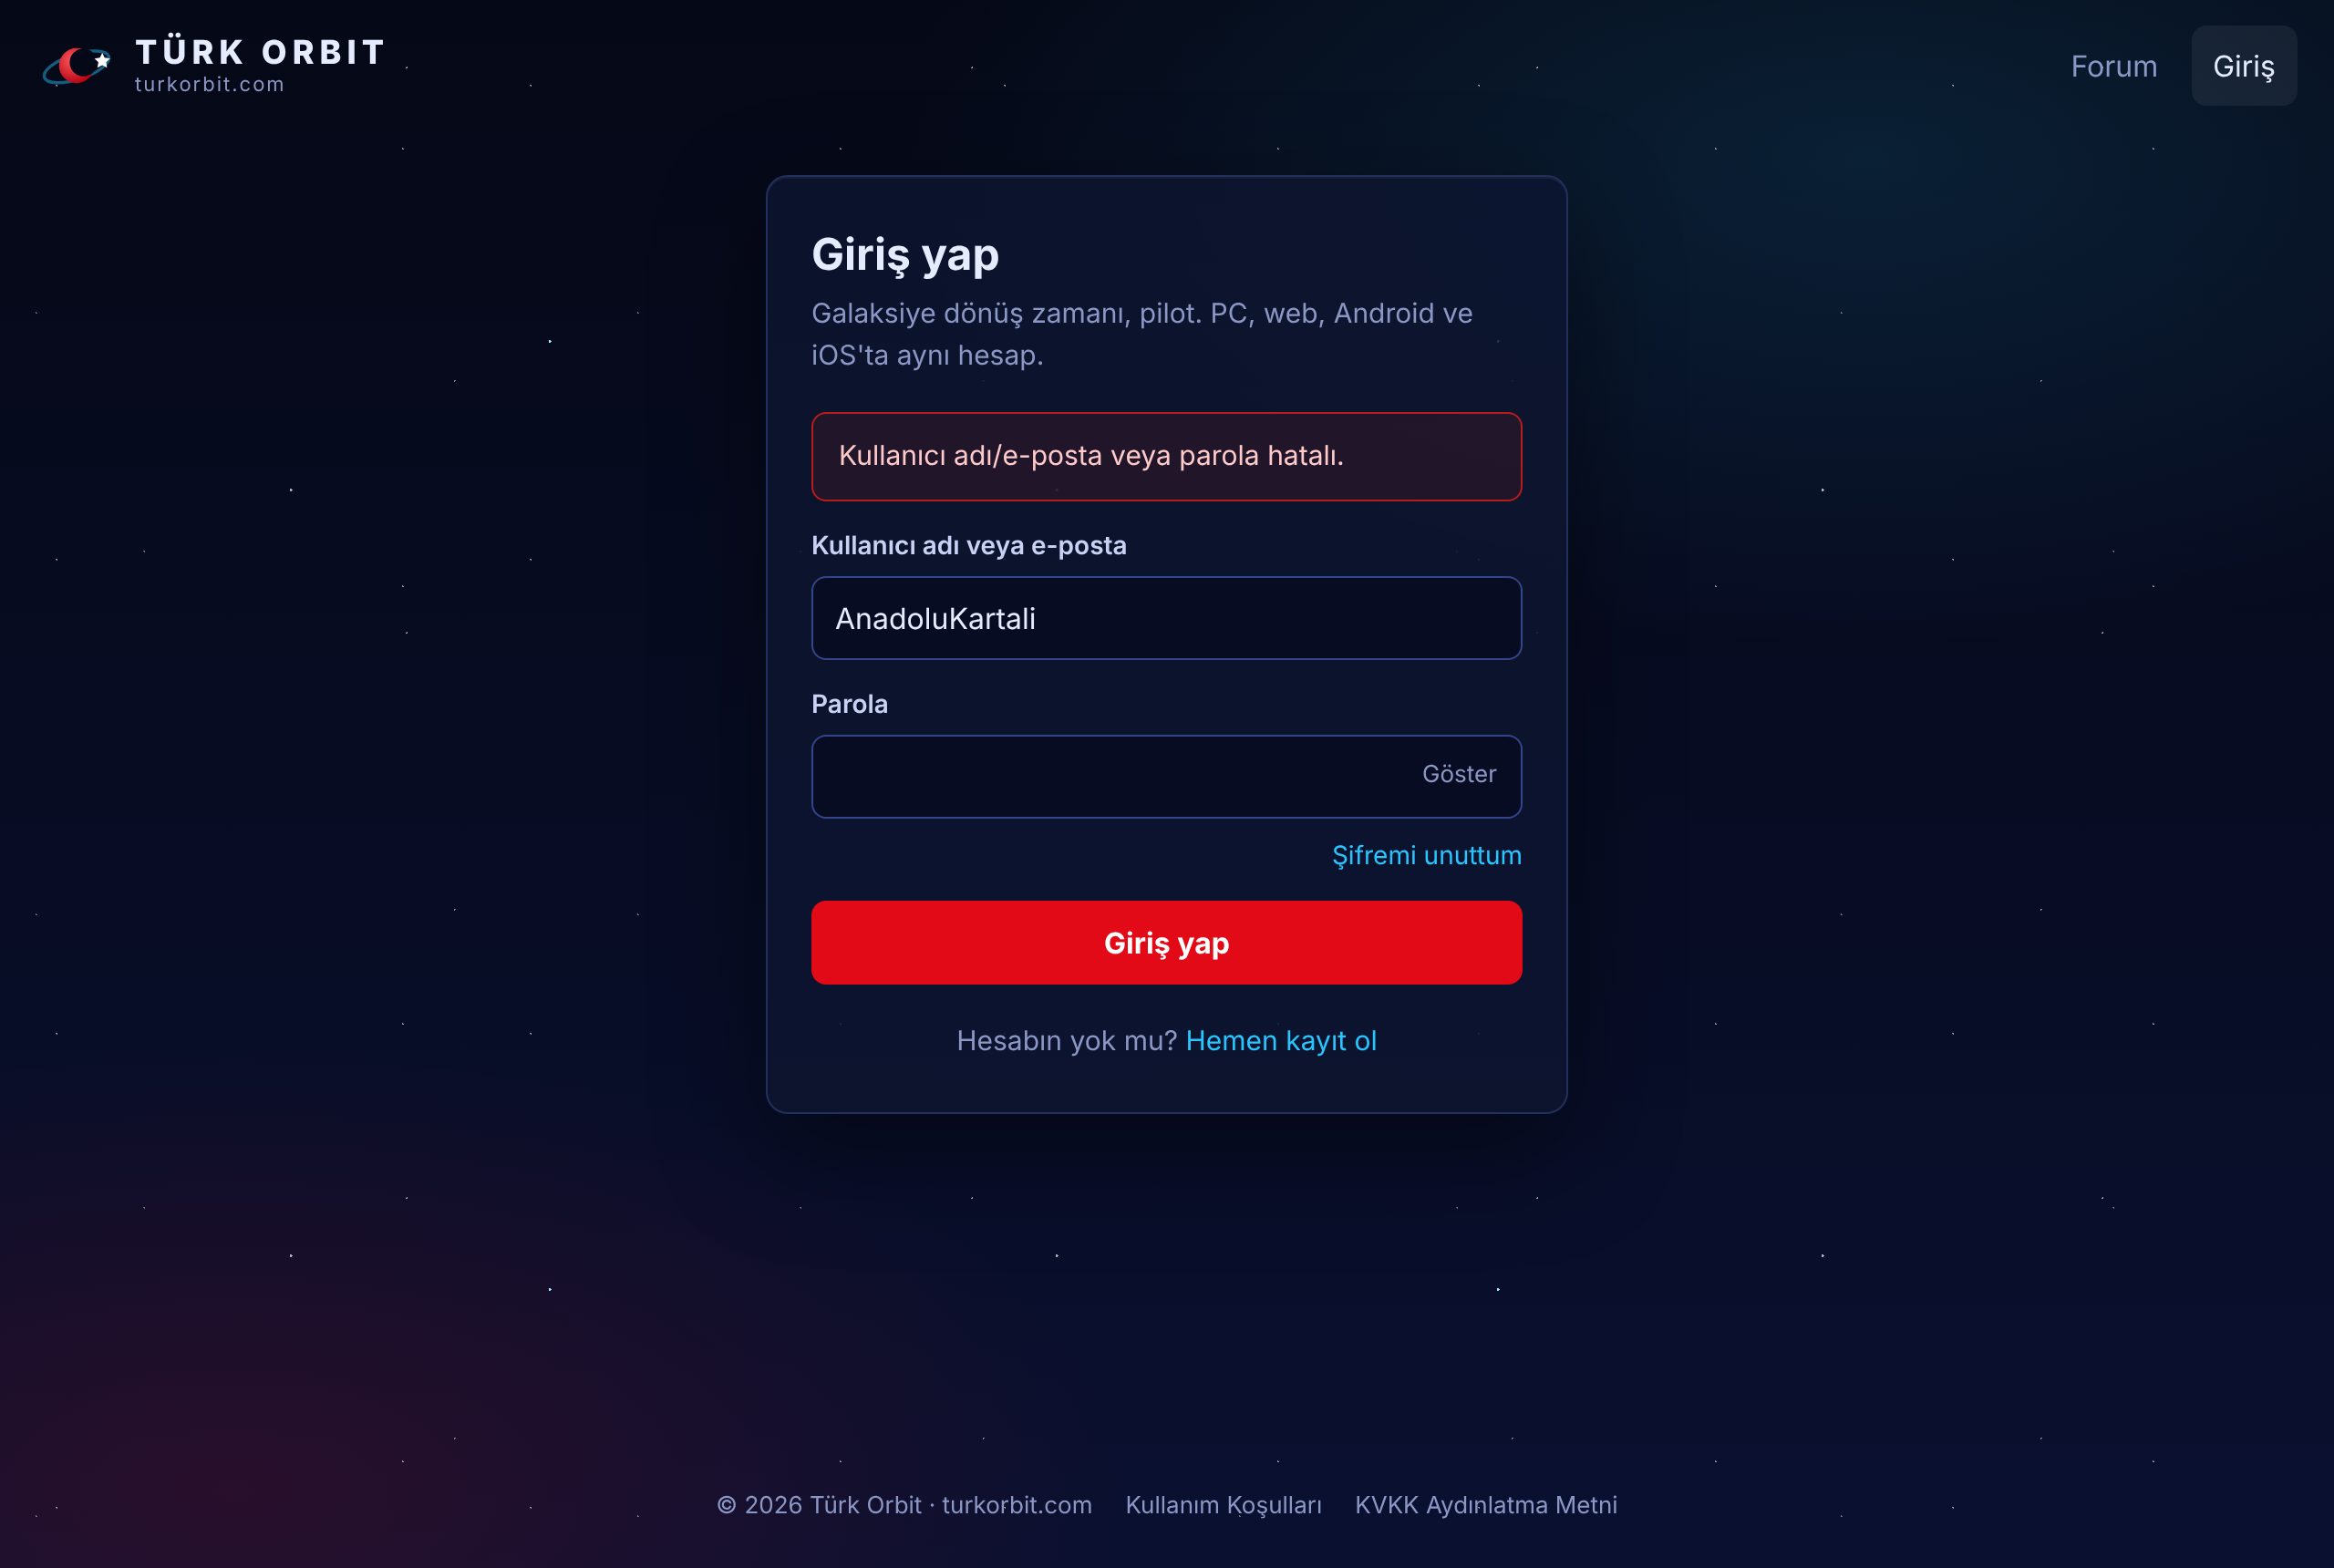 TÜRK ORBIT
turkorbit.com
Forum
Giriş
Giriş yap
Galaksiye dönüş zamanı, pilot. PC, web, Android ve
iOS'ta aynı hesap.
Kullanıcı adı/e-posta veya parola hatalı.
Kullanıcı adı veya e-posta
AnadoluKartali
Parola
Göster
Şifremi unuttum
Giriş yap
Hesabın yok mu? Hemen kayıt ol
© 2026 Türk Orbit · turkorbit.com Kullanım Koşulları KVKK Aydınlatma Metni